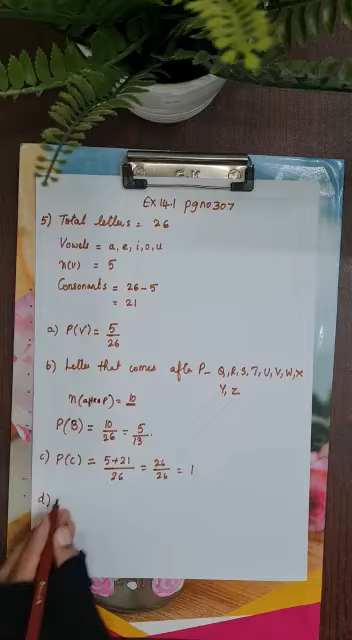 C.K
Ex 14.1 pg no 307
5) Total letters = 26
Vowels = a, e, i, o, u
n(v) = 5
Consonants = 26 - 5
= 21
a) P(V) = 5/26
b) Letter that comes after P - Q, R, S, T, U, V, W, X
Y, Z
n(after P) = 10
P(B) = 10/26 = 5/13.
c) P(C) = 5+21/26 = 26/26 = 1
d)